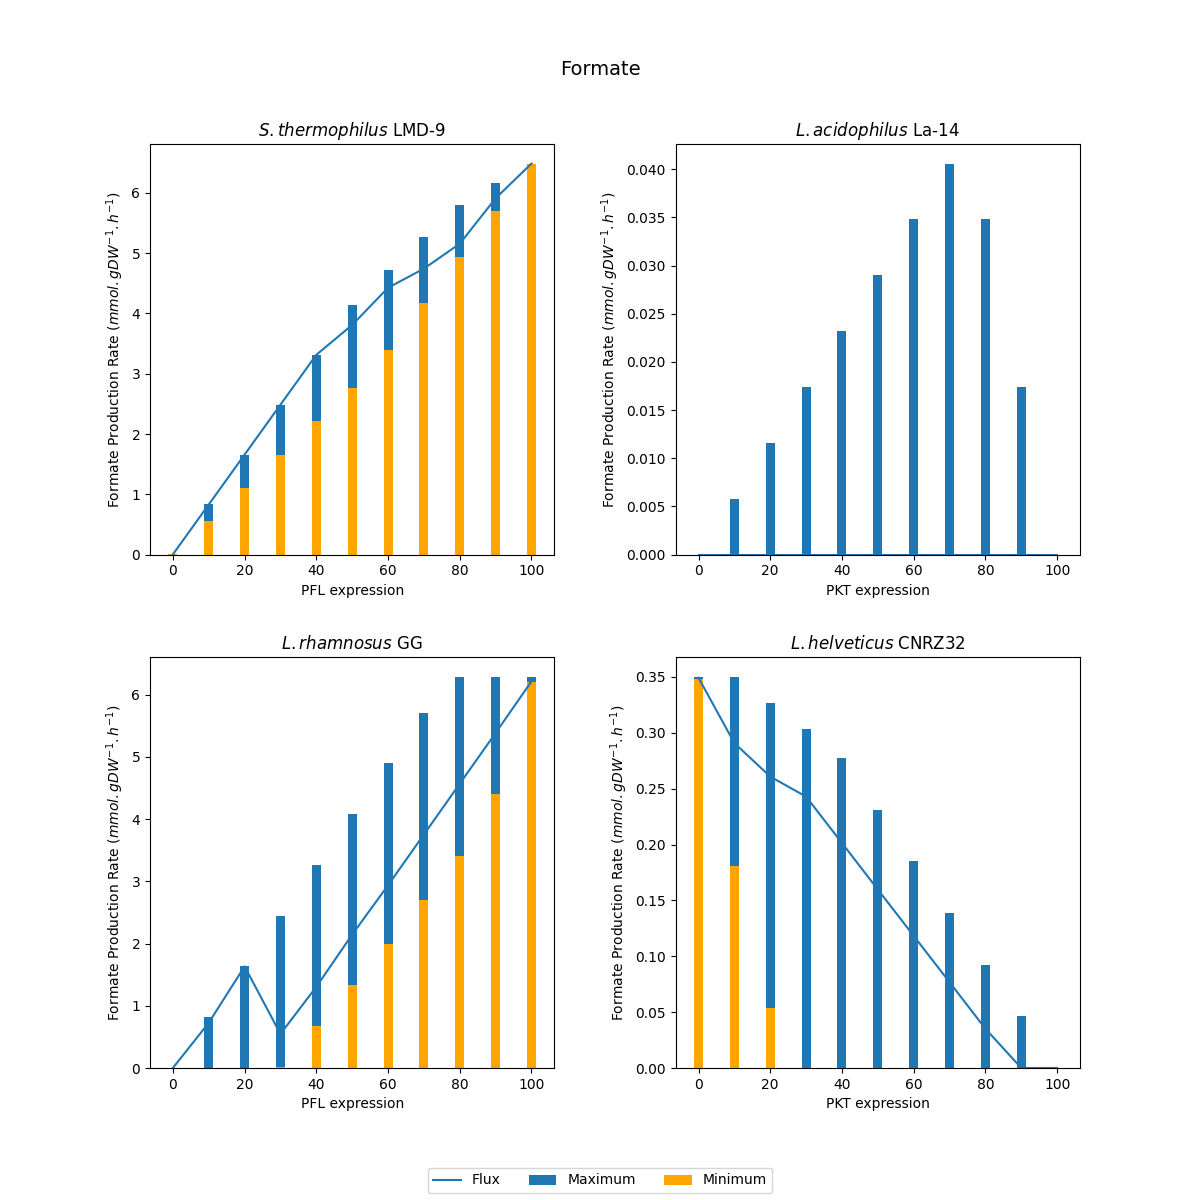 Formate
S. thermophilus LMD-9
Formate Production Rate (mmol. gDW⁻¹. h⁻¹)
6
5
4
3
2
1
0
0 20 40 60 80 100
PFL expression
L. acidophilus La-14
Formate Production Rate (mmol. gDW⁻¹. h⁻¹)
0.040
0.035
0.030
0.025
0.020
0.015
0.010
0.005
0.000
0 20 40 60 80 100
PKT expression
L. rhamnosus GG
Formate Production Rate (mmol. gDW⁻¹. h⁻¹)
6
5
4
3
2
1
0
0 20 40 60 80 100
PFL expression
L. helveticus CNRZ32
Formate Production Rate (mmol. gDW⁻¹. h⁻¹)
0.35
0.30
0.25
0.20
0.15
0.10
0.05
0.00
0 20 40 60 80 100
PKT expression
Flux Maximum Minimum